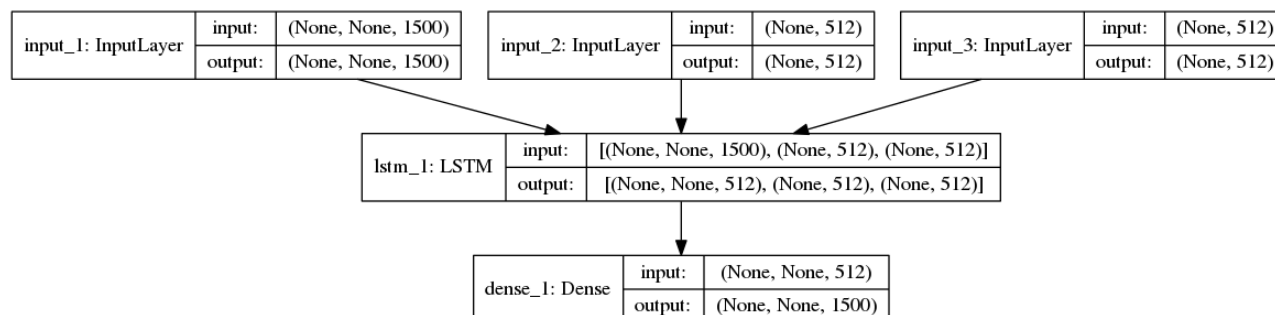 input_1: InputLayer
input: (None, None, 1500)
output: (None, None, 1500)
input_2: InputLayer
input: (None, 512)
output: (None, 512)
input_3: InputLayer
input: (None, 512)
output: (None, 512)
lstm_1: LSTM
input: [(None, None, 1500), (None, 512), (None, 512)]
output: [(None, None, 512), (None, 512), (None, 512)]
dense_1: Dense
input: (None, None, 512)
output: (None, None, 1500)